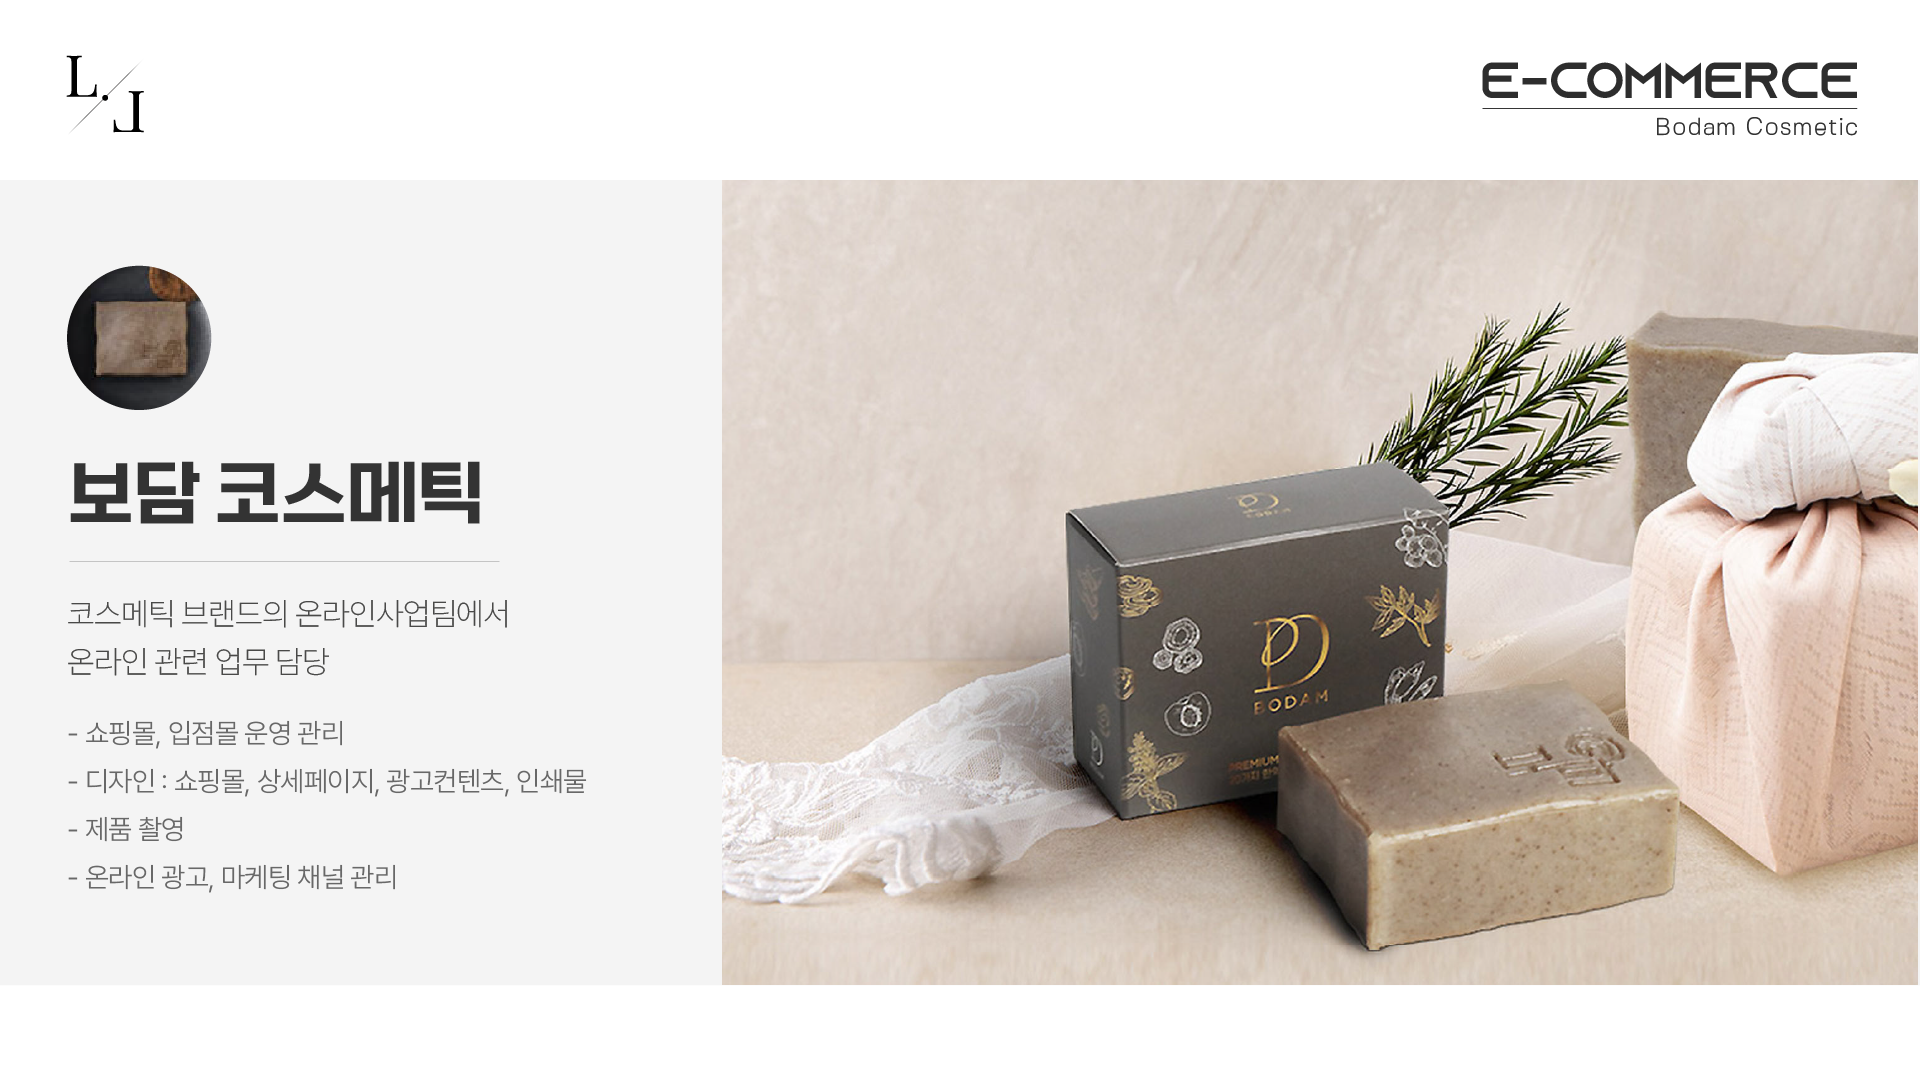 L.L
E-COMMERCE
Bodam Cosmetic
보담 코스메틱
코스메틱 브랜드의 온라인사업팀에서
온라인 관련 업무 담당
- 쇼핑몰, 입점몰 운영 관리
- 디자인 : 쇼핑몰, 상세페이지, 광고컨텐츠, 인쇄물
- 제품 촬영
- 온라인 광고, 마케팅 채널 관리
BODAM
BODAM
PREMIUM
보담